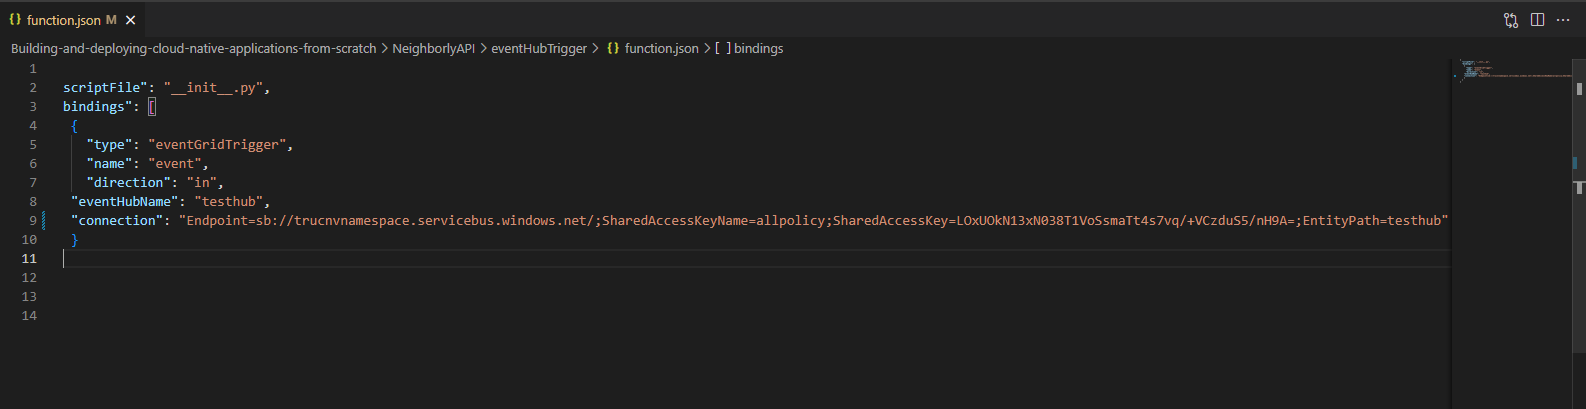 function.json M
Building-and-deploying-cloud-native-applications-from-scratch > NeighborlyAPI > eventHubTrigger > {} function.json > [ ] bindings
1
2 scriptFile": "__init__.py",
3 bindings": [
4 {
5 "type": "eventGridTrigger",
6 "name": "event",
7 "direction": "in",
8 "eventHubName": "testhub",
9 "connection": "Endpoint=sb://trucnvnamespace.servicebus.windows.net/;SharedAccessKeyName=allpolicy;SharedAccessKey=LOxUOkN13xN038T1VoSsmaTt4s7vq/+VCzduS5/nH9A=;EntityPath=testhub"
10 }
11
12
13
14